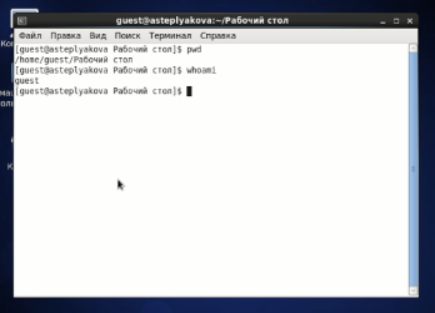 guest@asteplyakova:~/Рабочий стол
Файл Правка Вид Поиск Терминал Справка
[guest@asteplyakova Рабочий стол]$ pwd
/home/guest/Рабочий стол
[guest@asteplyakova Рабочий стол]$ whoami
guest
[guest@asteplyakova Рабочий стол]$